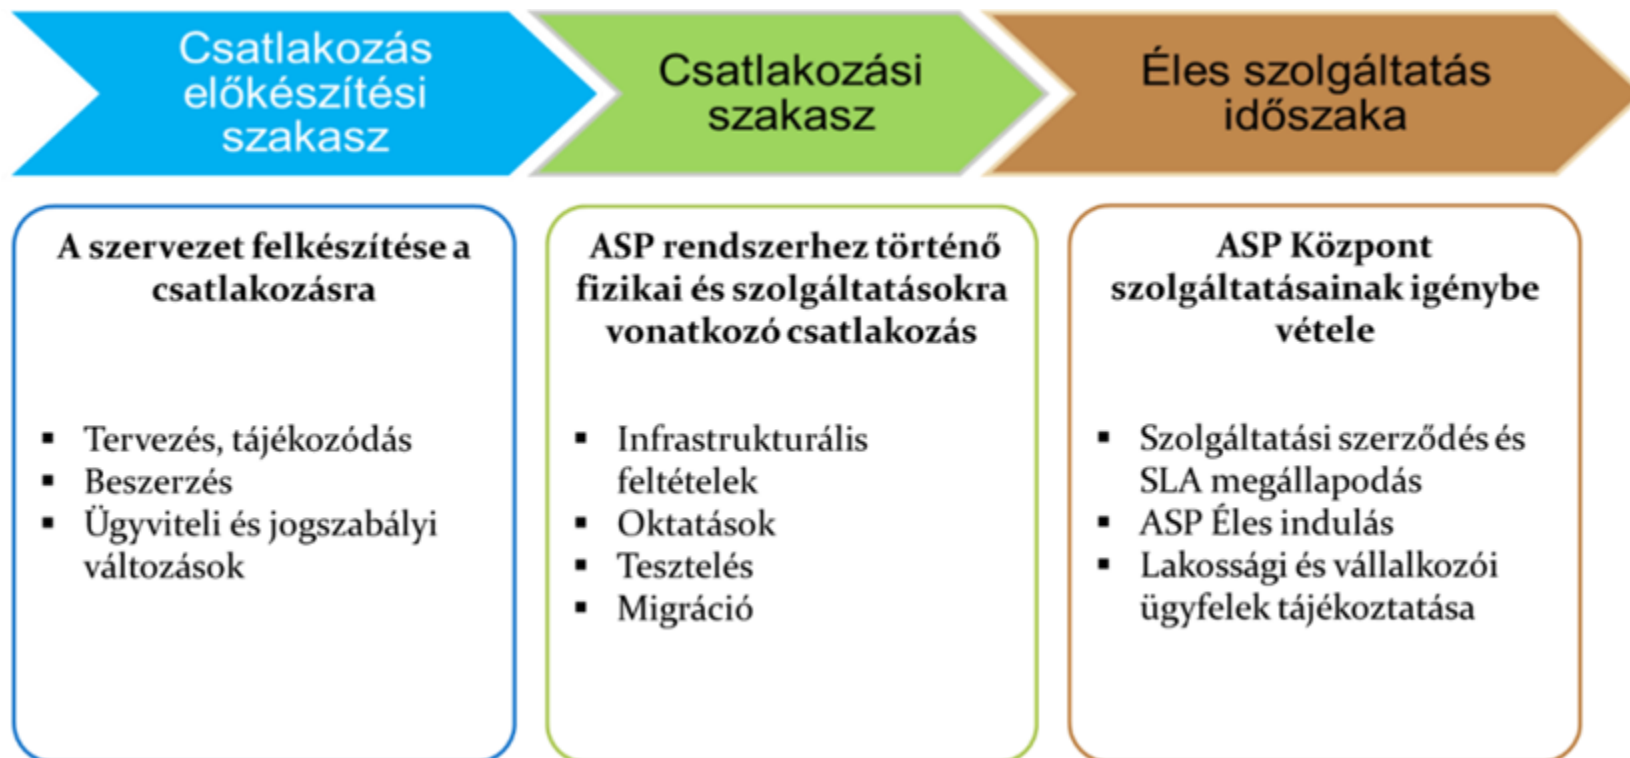 Csatlakozás
előkészítési
szakasz
Csatlakozási
szakasz
Éles szolgáltatás
időszaka
A szervezet felkészítése a
csatlakozásra
▪ Tervezés, tájékozódás
▪ Beszerzés
▪ Ügyviteli és jogszabályi
változások
ASP rendszerhez történő
fizikai és szolgáltatásokra
vonatkozó csatlakozás
▪ Infrastrukturális
feltételek
▪ Oktatások
▪ Tesztelés
▪ Migráció
ASP Központ
szolgáltatásainak igénybe
vétele
▪ Szolgáltatási szerződés és
SLA megállapodás
▪ ASP Éles indulás
▪ Lakossági és vállalkozói
ügyfelek tájékoztatása